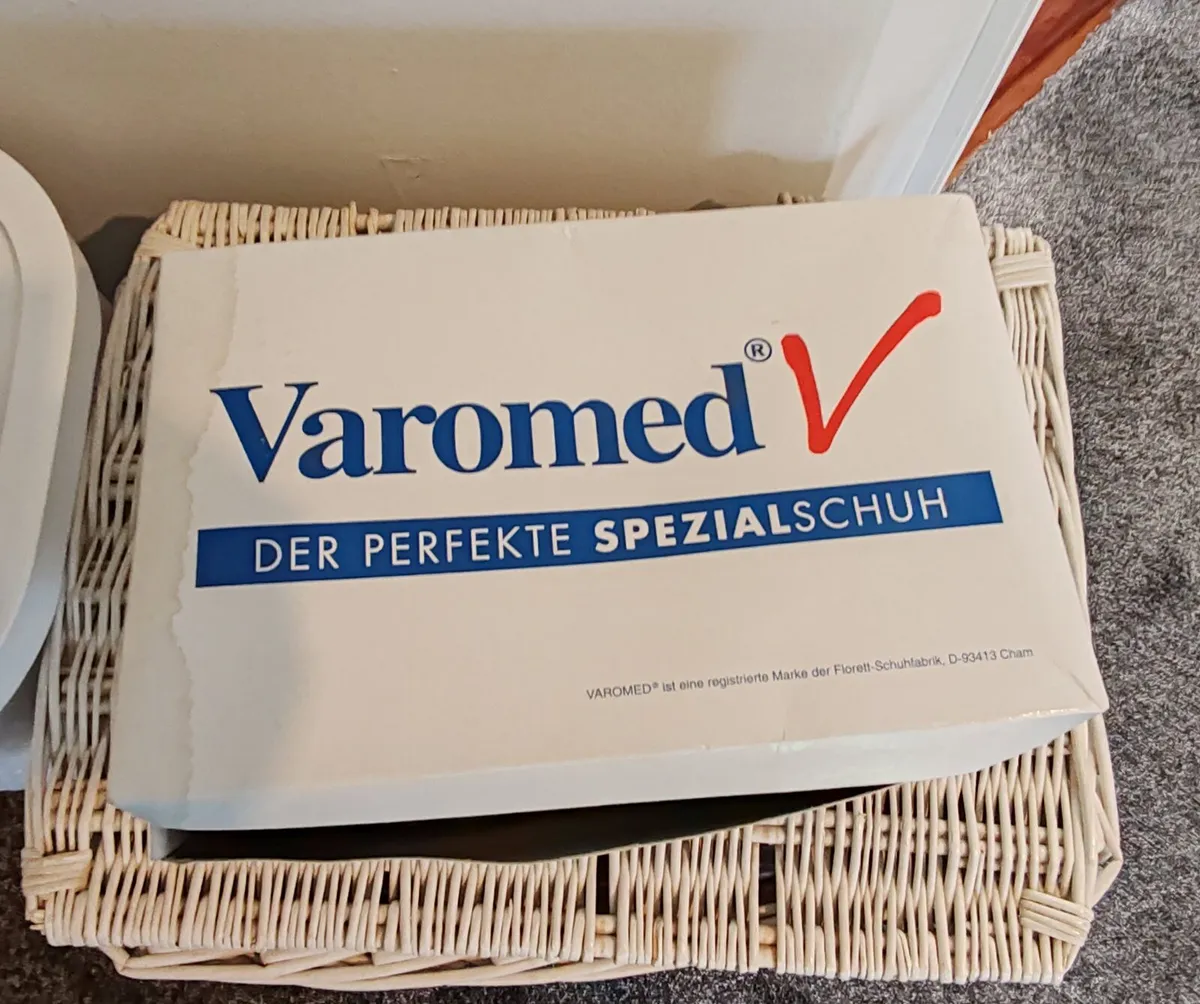 Varomed®
DER PERFEKTE SPEZIALSCHUH
VAROMED® ist eine registrierte Marke der Florett-Schuhfabrik, D-93413 Cham